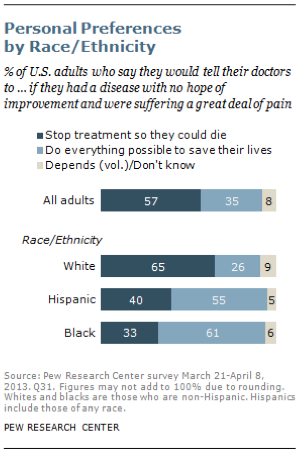 Personal Preferences
by Race/Ethnicity
% of U.S. adults who say they would tell their doctors
to ... if they had a disease with no hope of
improvement and were suffering a great deal of pain
Stop treatment so they could die
Do everything possible to save their lives
Depends (vol.)/Don't know
All adults 57 35 8
Race/Ethnicity
White 65 26 9
Hispanic 40 55 5
Black 33 61 6
Source: Pew Research Center survey March 21-April 8,
2013. Q31. Figures may not add to 100% due to rounding.
Whites and blacks are those who are non-Hispanic. Hispanics
include those of any race.
PEW RESEARCH CENTER